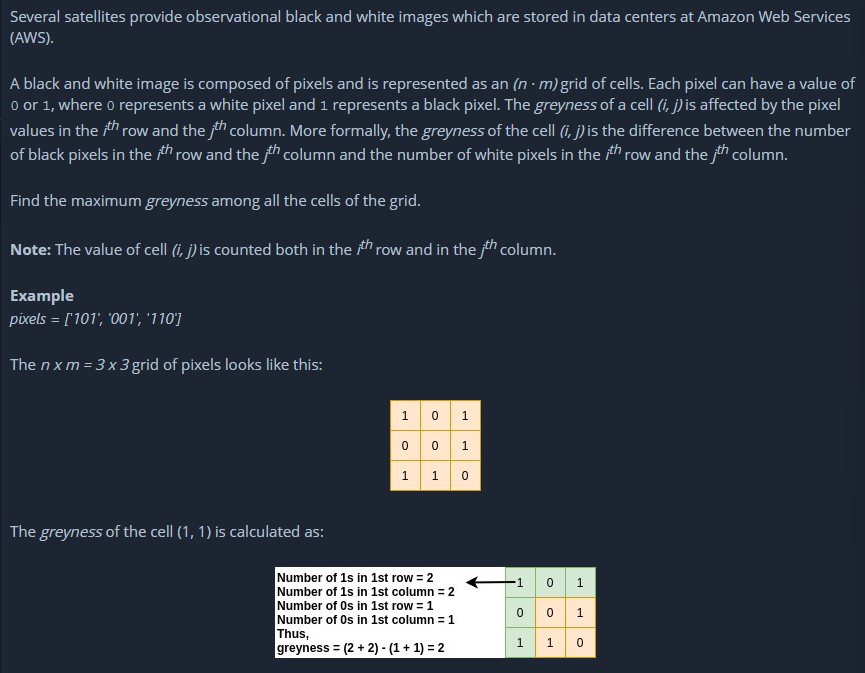 Several satellites provide observational black and white images which are stored in data centers at Amazon Web Services
(AWS).
A black and white image is composed of pixels and is represented as an (n · m) grid of cells. Each pixel can have a value of
0 or 1, where 0 represents a white pixel and 1 represents a black pixel. The greyness of a cell (i, j) is affected by the pixel
values in the ith row and the jth column. More formally, the greyness of the cell (i, j) is the difference between the number
of black pixels in the ith row and the jth column and the number of white pixels in the ith row and the jth column.
Find the maximum greyness among all the cells of the grid.
Note: The value of cell (i, j) is counted both in the ith row and in the jth column.
Example
pixels = ['101', '001', '110']
The n x m = 3 x 3 grid of pixels looks like this:
1 0 1
0 0 1
1 1 0
The greyness of the cell (1, 1) is calculated as:
Number of 1s in 1st row = 2
Number of 1s in 1st column = 2
Number of 0s in 1st row = 1
Number of 0s in 1st column = 1
Thus,
greyness = (2 + 2) - (1 + 1) = 2
1 0 1
0 0 1
1 1 0